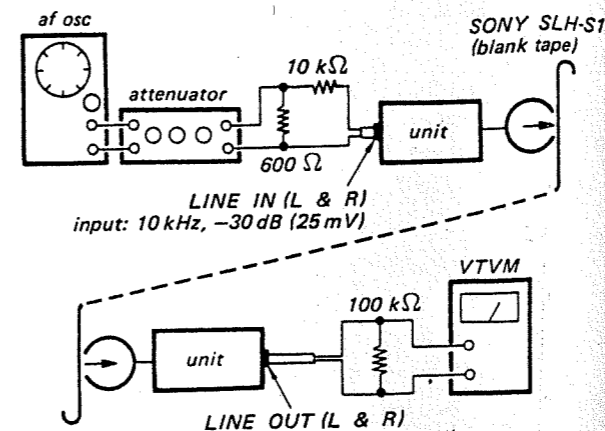 af osc
SONY SLH-S1
(blank tape)
attenuator
10 kΩ
unit
600 Ω
LINE IN (L & R)
input: 10 kHz, −30 dB (25 mV)
VTVM
100 kΩ
unit
LINE OUT (L & R)